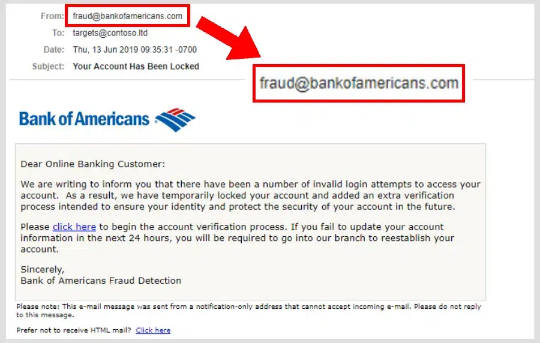 From: fraud@bankofamericans.com
To: targets@contoso.ltd
Date: Thu, 13 Jun 2019 09:35:31 -0700
Subject: Your Account Has Been Locked
fraud@bankofamericans.com
Bank of Americans
Dear Online Banking Customer:
We are writing to inform you that there have been a number of invalid login attempts to access your
account. As a result, we have temporarily locked your account and added an extra verification
process intended to ensure your identity and protect the security of your account in the future.
Please click here to begin the account verification process. If you fail to update your account
information in the next 24 hours, you will be required to go into our branch to reestablish your
account.
Sincerely,
Bank of Americans Fraud Detection
Please note: This e-mail message was sent from a notification-only address that cannot accept incoming e-mail. Please do not reply
to this message.
Prefer not to receive HTML mail? Click here